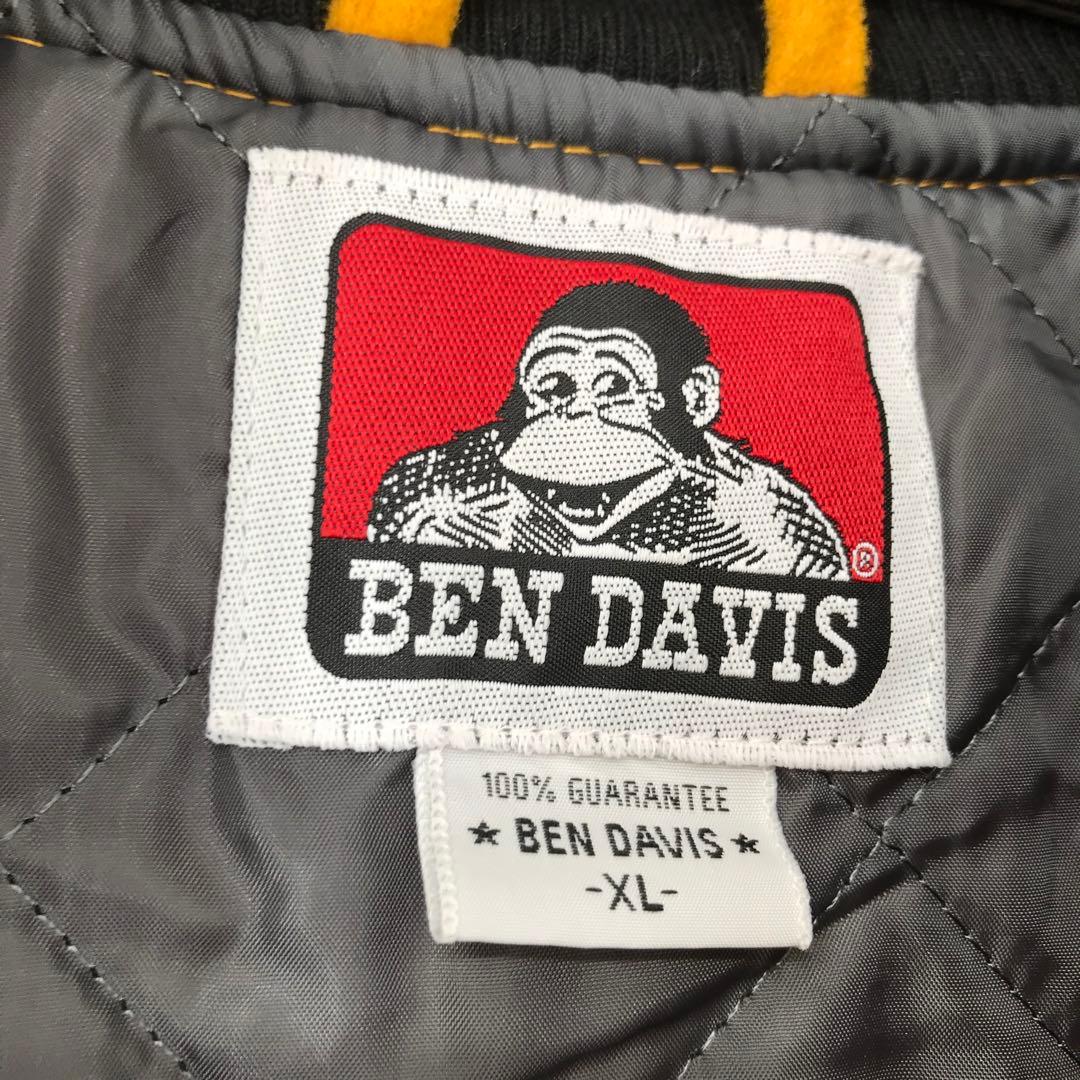 ®
BEN DAVIS
100% GUARANTEE
★ BEN DAVIS ★
-XL-